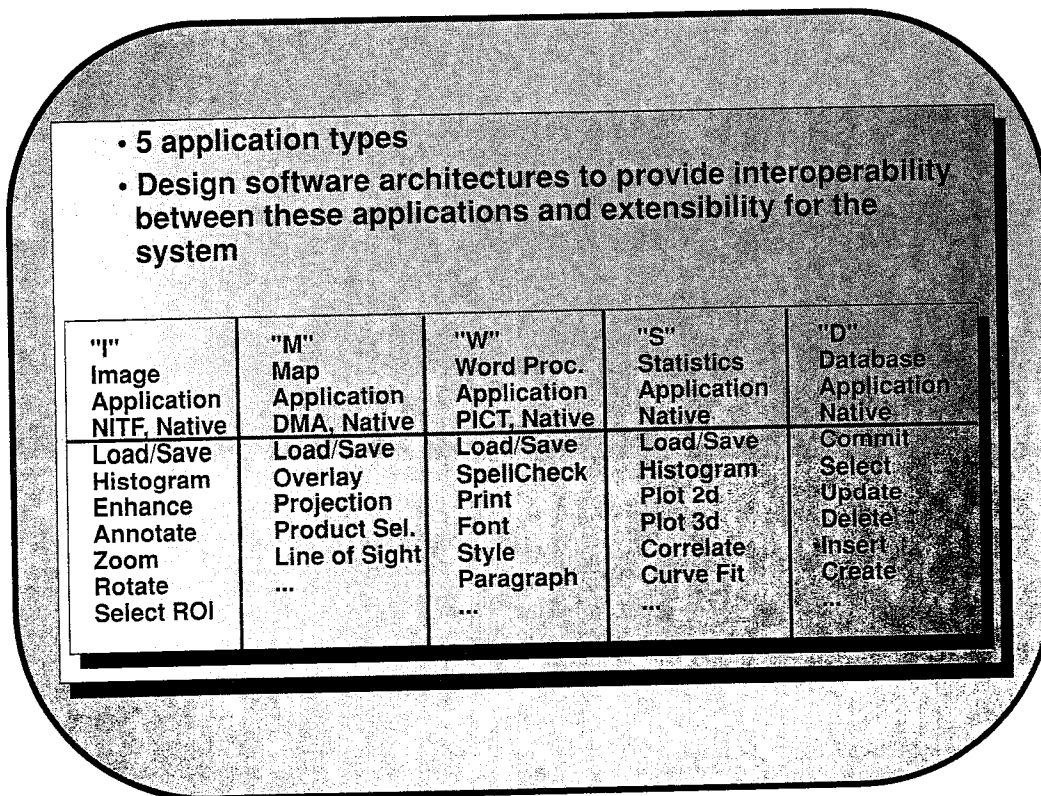 • 5 application types
• Design software architectures to provide interoperability
between these applications and extensibility for the
system
"I"
Image
Application
NITF, Native
Load/Save
Histogram
Enhance
Annotate
Zoom
Rotate
Select ROI
"M"
Map
Application
DMA, Native
Load/Save
Overlay
Projection
Product Sel.
Line of Sight
...
"W"
Word Proc.
Application
PICT, Native
Load/Save
SpellCheck
Print
Font
Style
Paragraph
...
"S"
Statistics
Application
Native
Load/Save
Histogram
Plot 2d
Plot 3d
Correlate
Curve Fit
...
"D"
Database
Application
Native
Commit
Select
Update
Delete
Insert
Create
...